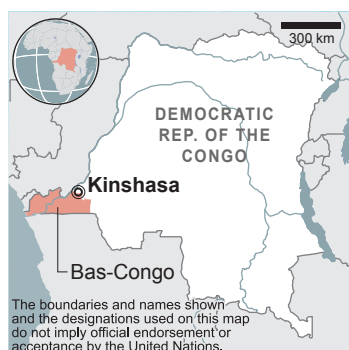 300 km
DEMOCRATIC
REP. OF THE
CONGO
Kinshasa
Bas-Congo
The boundaries and names shown
and the designations used on this map
do not imply official endorsement or
acceptance by the United Nations.